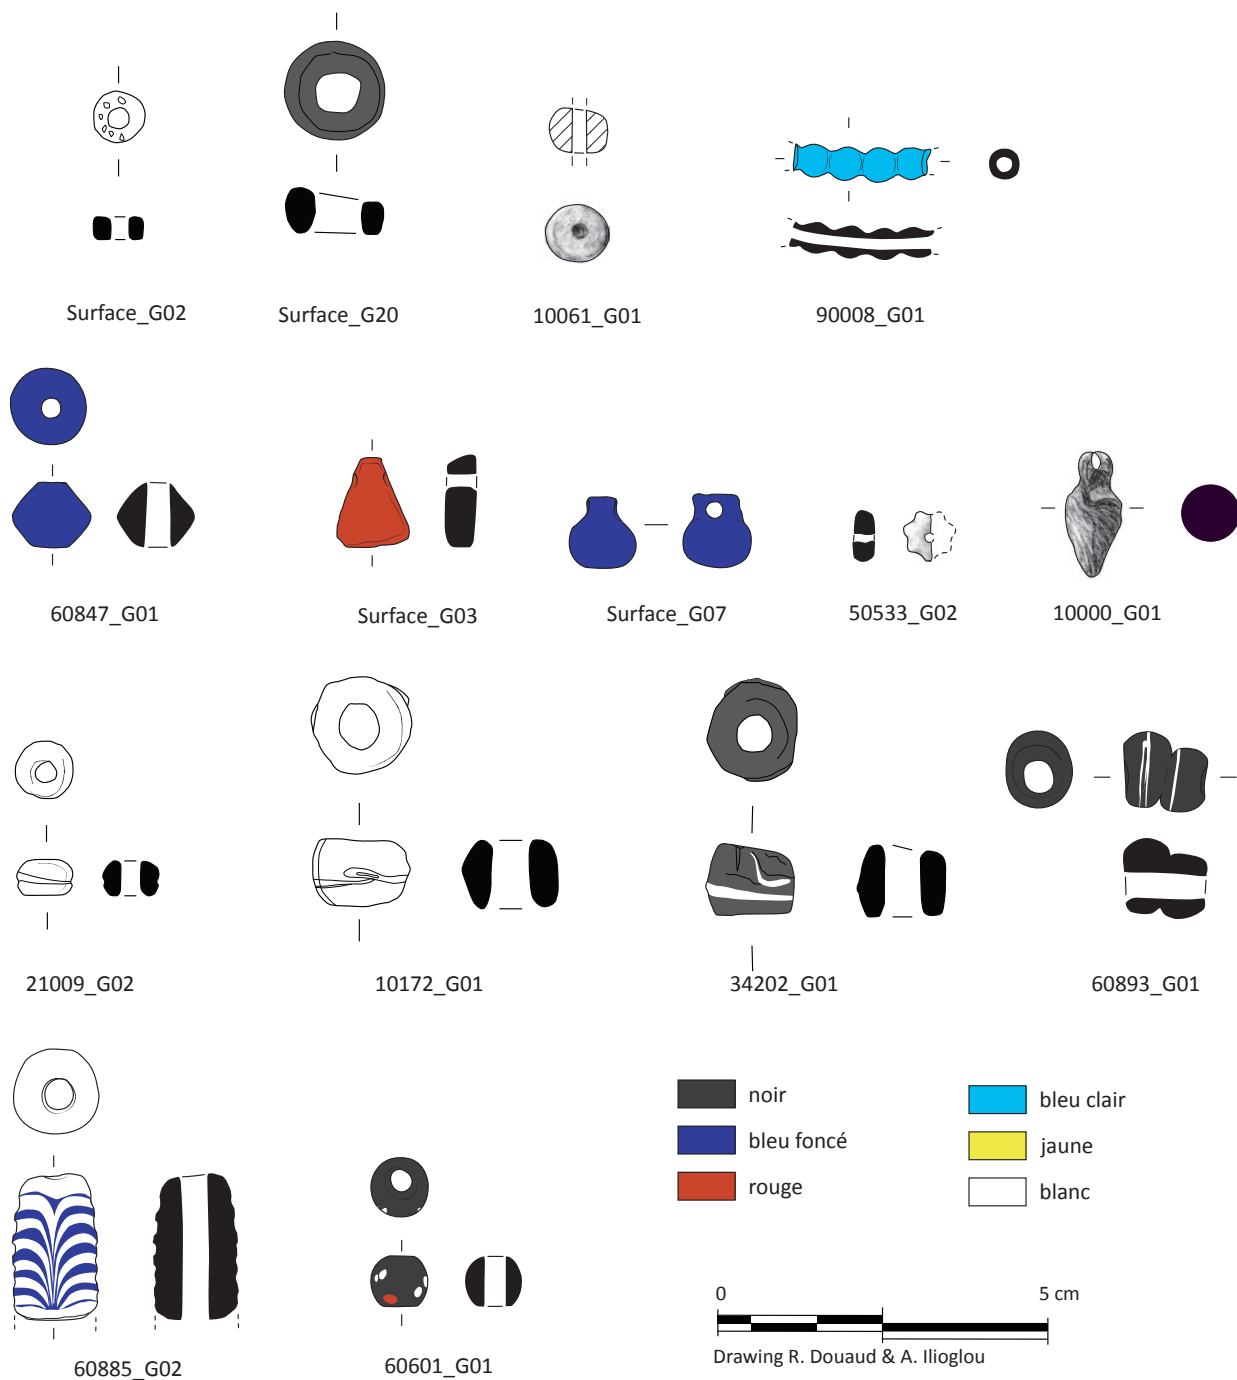 Surface_G02
Surface_G20
10061_G01
90008_G01
60847_G01
Surface_G03
Surface_G07
50533_G02
10000_G01
21009_G02
10172_G01
34202_G01
60893_G01
60885_G02
60601_G01
noir
bleu foncé
rouge
bleu clair
jaune
blanc
0 5 cm
Drawing R. Douaud & A. Ilioglou